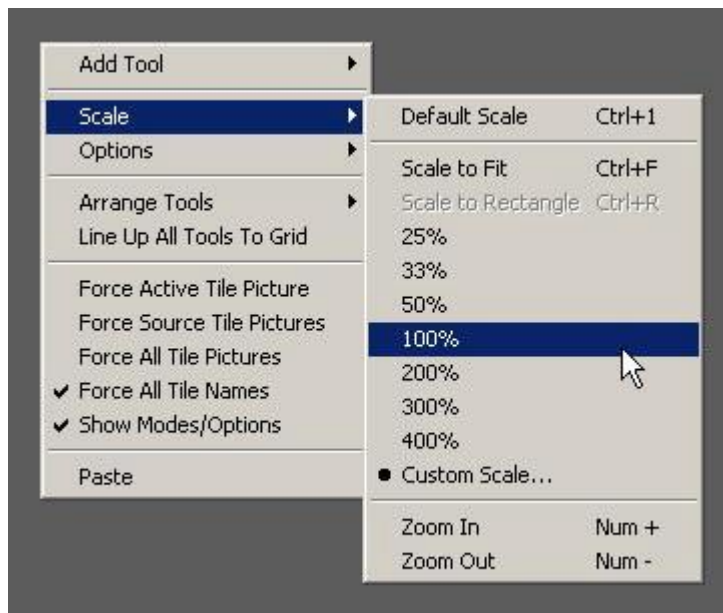 Add Tool
Scale
Options
Arrange Tools
Line Up All Tools To Grid
Force Active Tile Picture
Force Source Tile Pictures
Force All Tile Pictures
Force All Tile Names
Show Modes/Options
Paste
Default Scale Ctrl+1
Scale to Fit Ctrl+F
Scale to Rectangle Ctrl+R
25%
33%
50%
100%
200%
300%
400%
Custom Scale...
Zoom In Num +
Zoom Out Num -